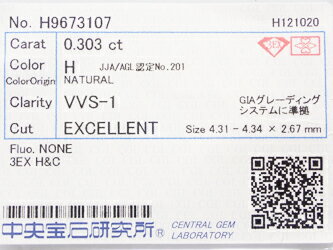 No. H9673107 H121020
Carat 0.303 ct
Color H JJA/AGL認定No.201
ColorOrigin NATURAL
Clarity VVS-1 GIAグレーディング
システムに準拠
Cut EXCELLENT Size 4.31 - 4.34 × 2.67 mm
Fluo. NONE
3EX H&C
中央宝石研究所® CENTRAL GEM
LABORATORY